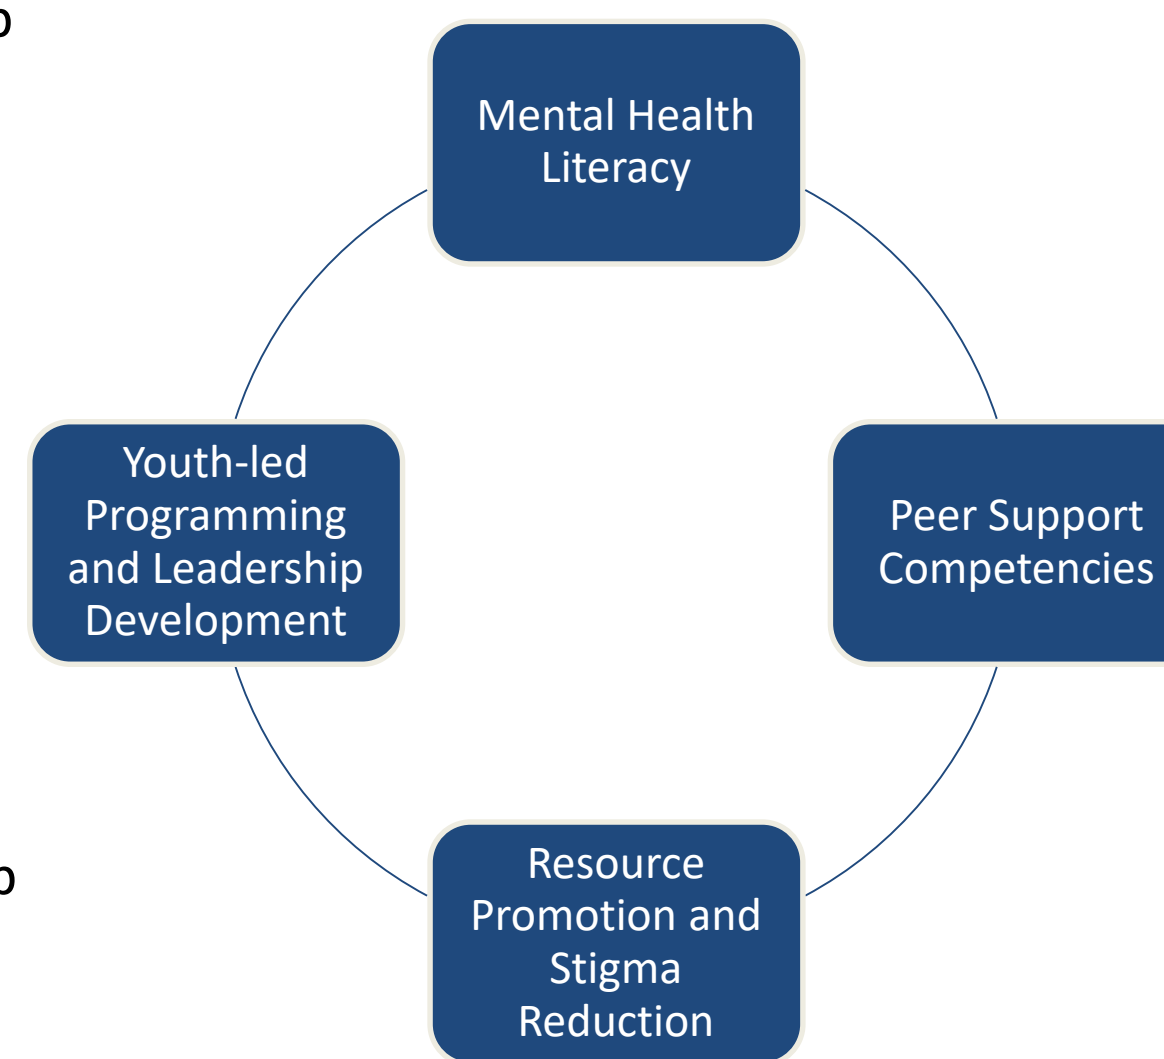 p
Mental Health
Literacy
Youth-led
Programming
and Leadership
Development
Peer Support
Competencies
p
Resource
Promotion and
Stigma
Reduction